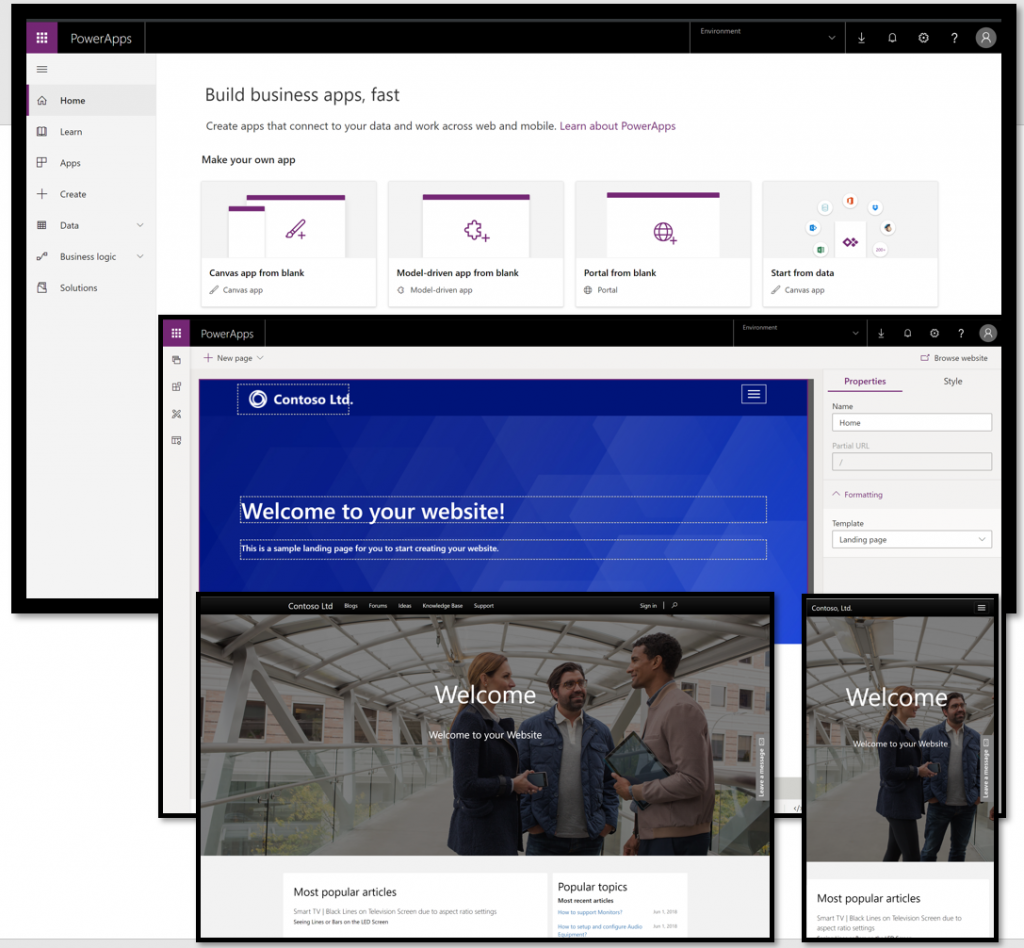 PowerApps
Environment
?
Home
Learn
Apps
Create
Data
Business logic
Solutions
Build business apps, fast
Create apps that connect to your data and work across web and mobile. Learn about PowerApps
Make your own app
Canvas app from blank
Canvas app
Model-driven app from blank
Model-driven app
Portal from blank
Portal
Start from data
Canvas app
PowerApps
Environment
?
New page
Browse website
Contoso Ltd.
Welcome to your website!
This is a sample landing page for you to start creating your website.
Properties
Style
Name
Home
Partial URL
/
Formatting
Template
Landing page
Contoso Ltd
Blogs
Forums
Ideas
Knowledge Base
Support
Sign in
Welcome
Welcome to your Website
Leave a message
Most popular articles
Smart TV | Black Lines on Television Screen due to aspect ratio settings
Seeing Lines or Bars on the LED Screen
Popular topics
Most recent articles
How to support Monitors?
Jun 1, 2018
How to setup and configure Audio
Equipment?
Jun 1, 2018
Contoso, Ltd.
Welcome
Welcome to your Website
Leave a message
Most popular articles
Smart TV | Black Lines on Television Screen due to
aspect ratio settings